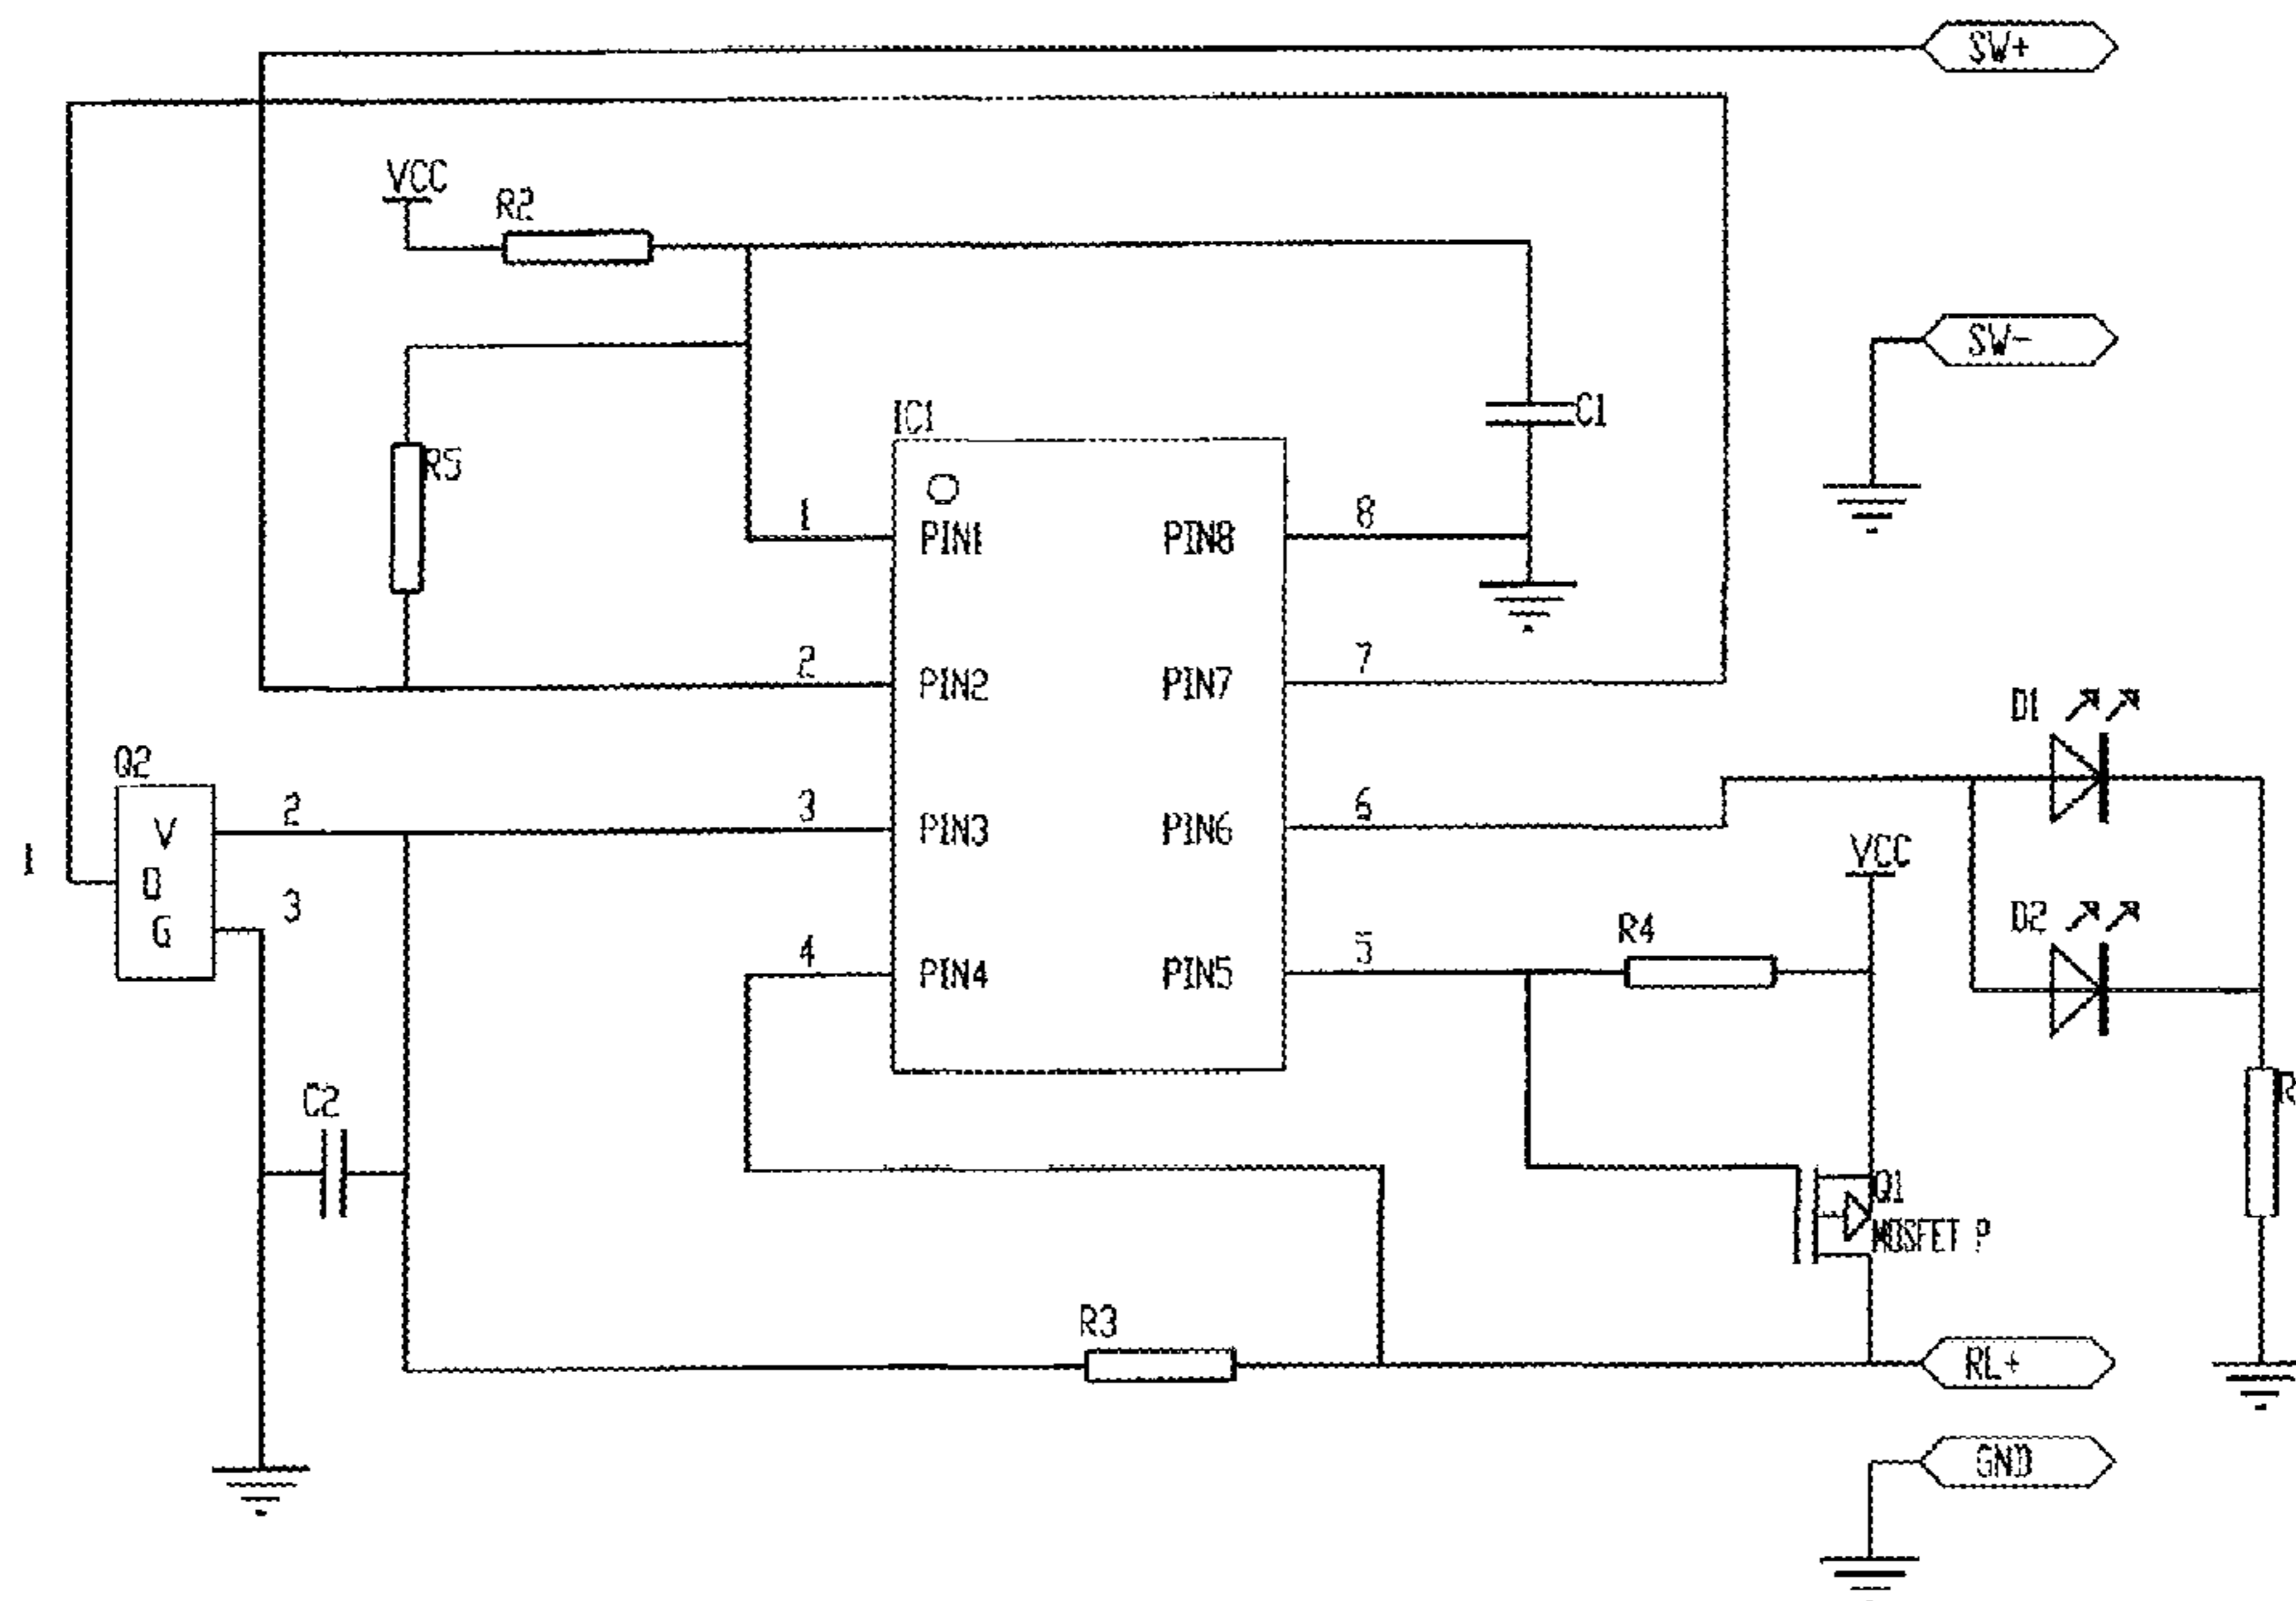 SW+
VCC
R2
SW-
C1
IC1
R5
1
PIN1
PIN8
8
2
PIN2
PIN7
7
D1
Q2
V
2
3
PIN3
PIN6
6
1
O
VCC
G
3
D2
R4
4
PIN4
PIN5
5
C2
R
Q1
MOSFET P
R3
RL+
GND